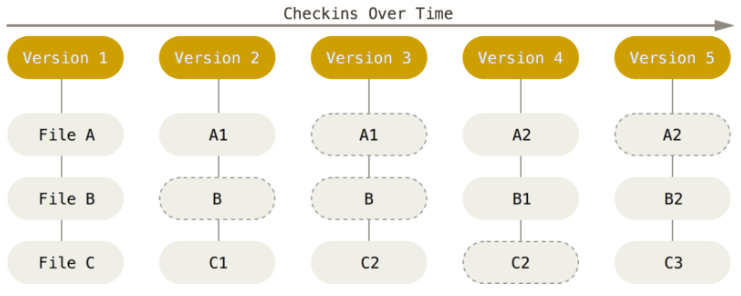 Checkins Over Time
Version 1 Version 2 Version 3 Version 4 Version 5
File A A1 A1 A2 A2
File B B B B1 B2
File C C1 C2 C2 C3